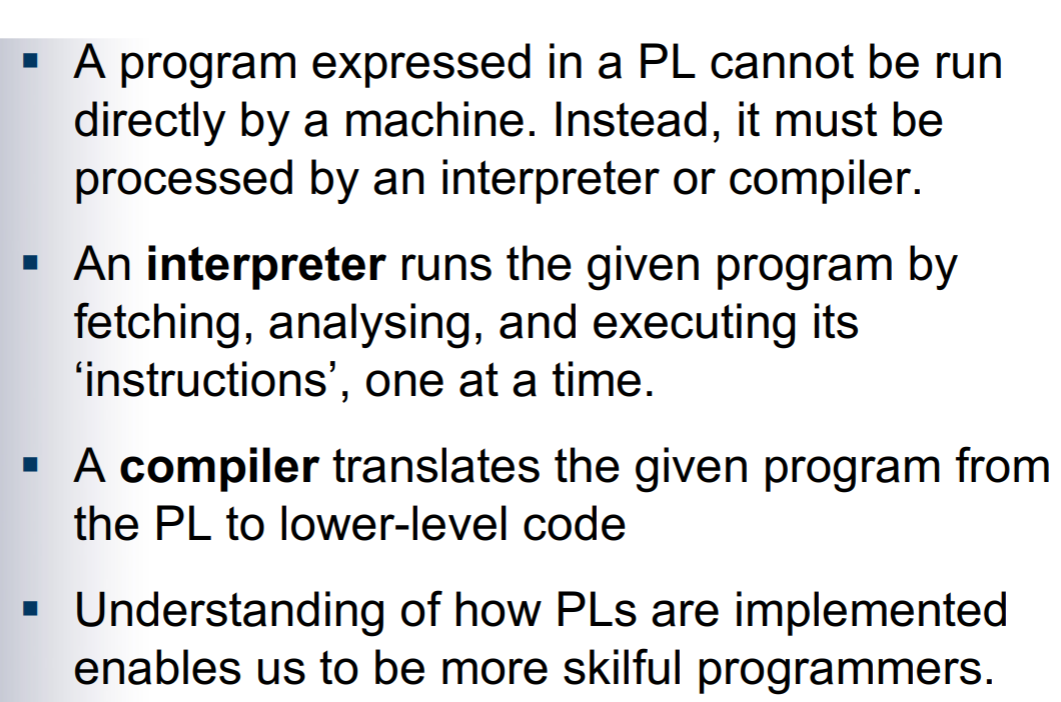 ▪ A program expressed in a PL cannot be run
directly by a machine. Instead, it must be
processed by an interpreter or compiler.
▪ An interpreter runs the given program by
fetching, analysing, and executing its
‘instructions’, one at a time.
▪ A compiler translates the given program from
the PL to lower-level code
▪ Understanding of how PLs are implemented
enables us to be more skilful programmers.